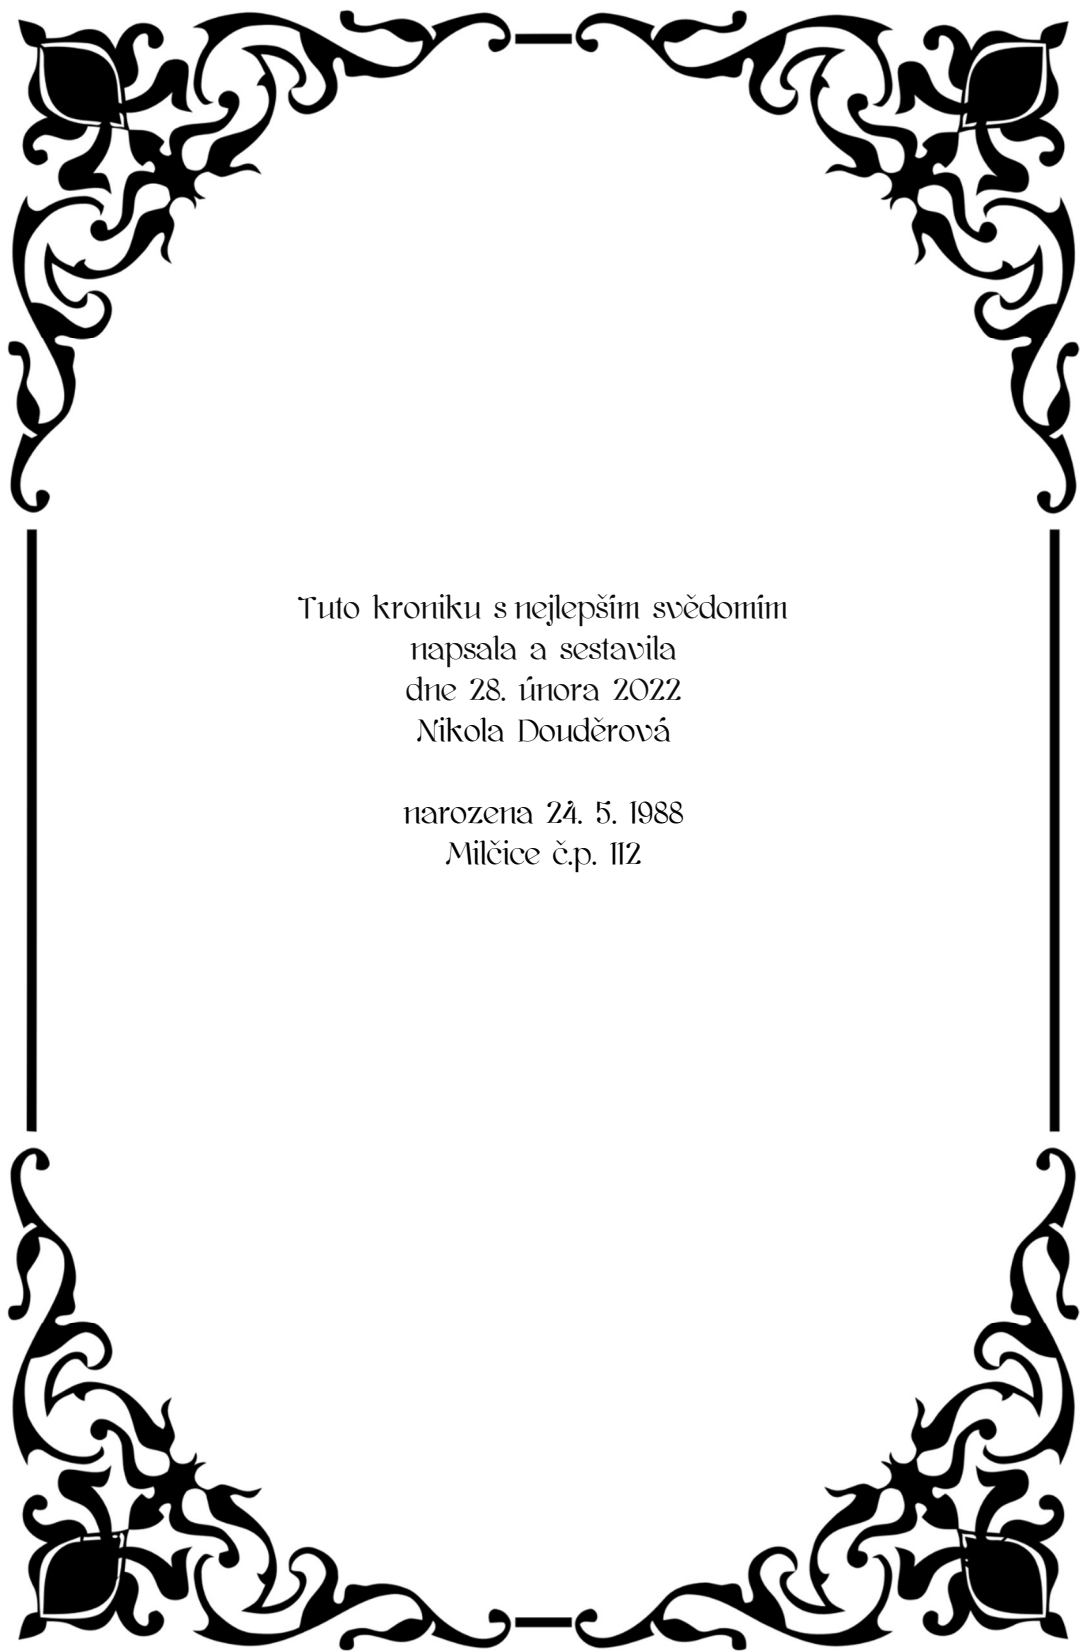 Tuto kroniku s nejlepším svědomím
napsala a sestavila
dne 28. února 2022
Nikola Douděrová
narozena 24. 5. 1988
Milčice č.p. 112